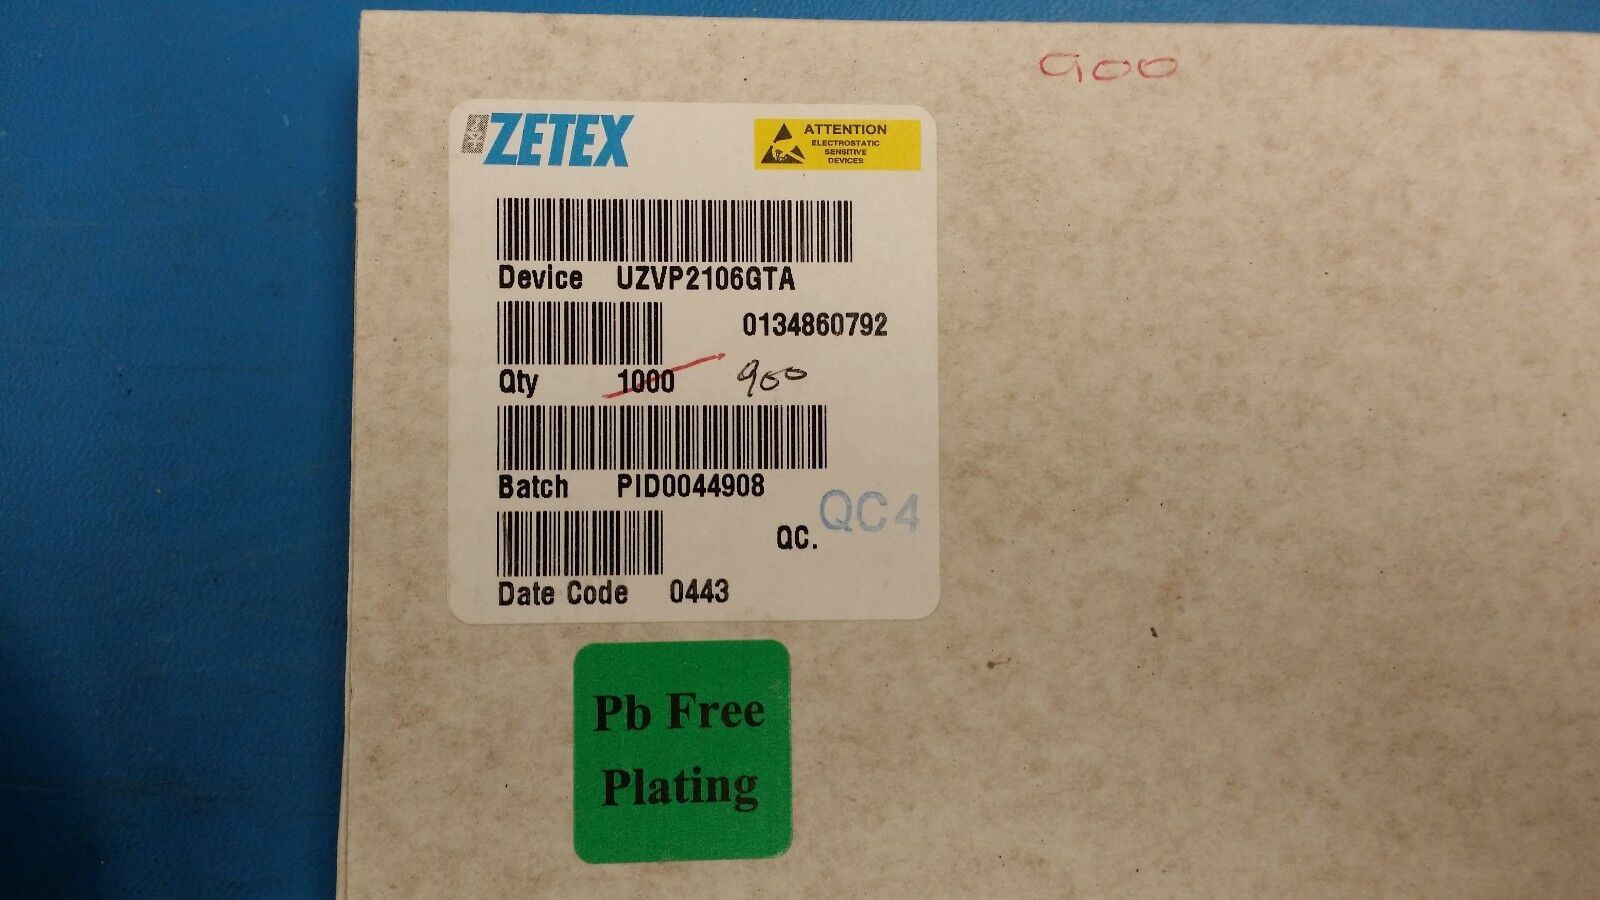 900
ZETEX
ATTENTION
ELECTROSTATIC
SENSITIVE
DEVICES
Device UZVP2106GTA
0134860792
Qty 1000 900
Batch PID0044908
QC. QC4
Date Code 0443
Pb Free
Plating